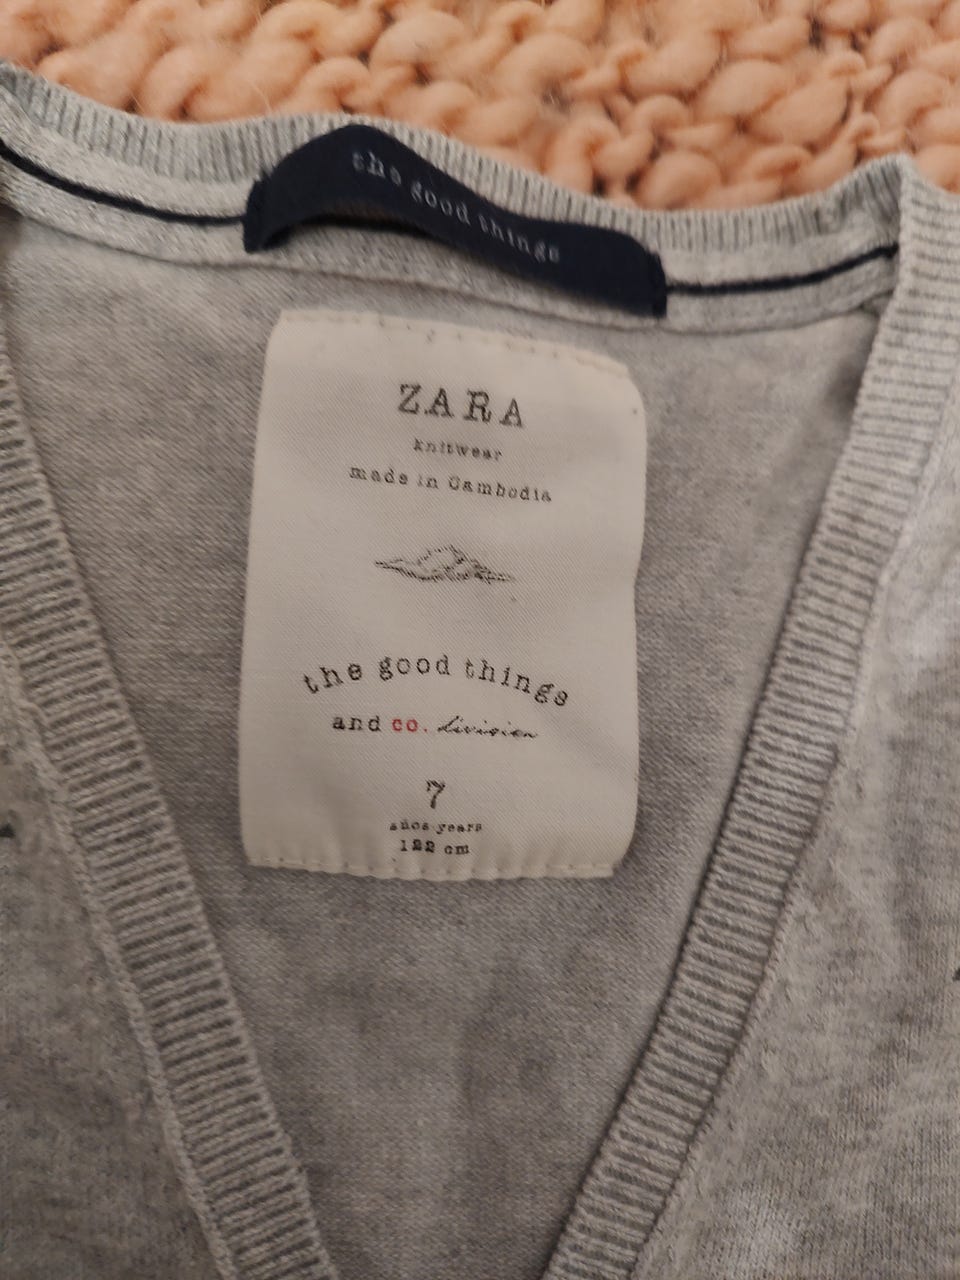 the good things
ZARA
knitwear
made in Cambodia
the good things
and co. division
7
años-years
122 cm